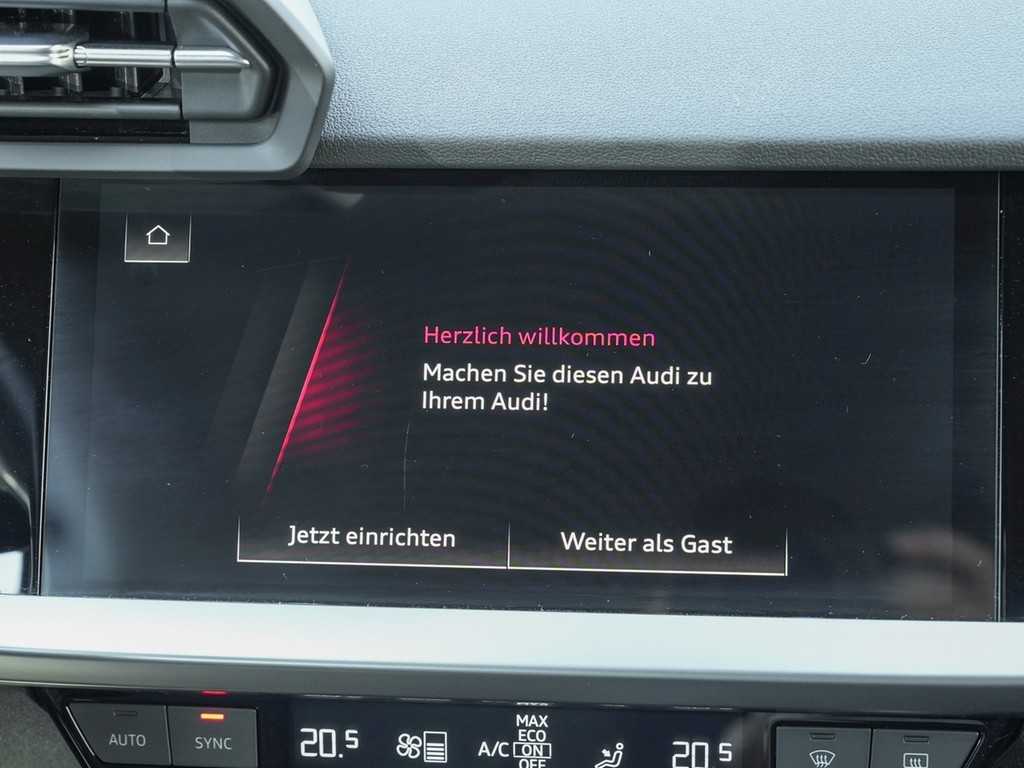 Herzlich willkommen
Machen Sie diesen Audi zu
Ihrem Audi!
Jetzt einrichten
Weiter als Gast
AUTO
SYNC
20.5
A/C
MAX
ECO
ON
OFF
20.5